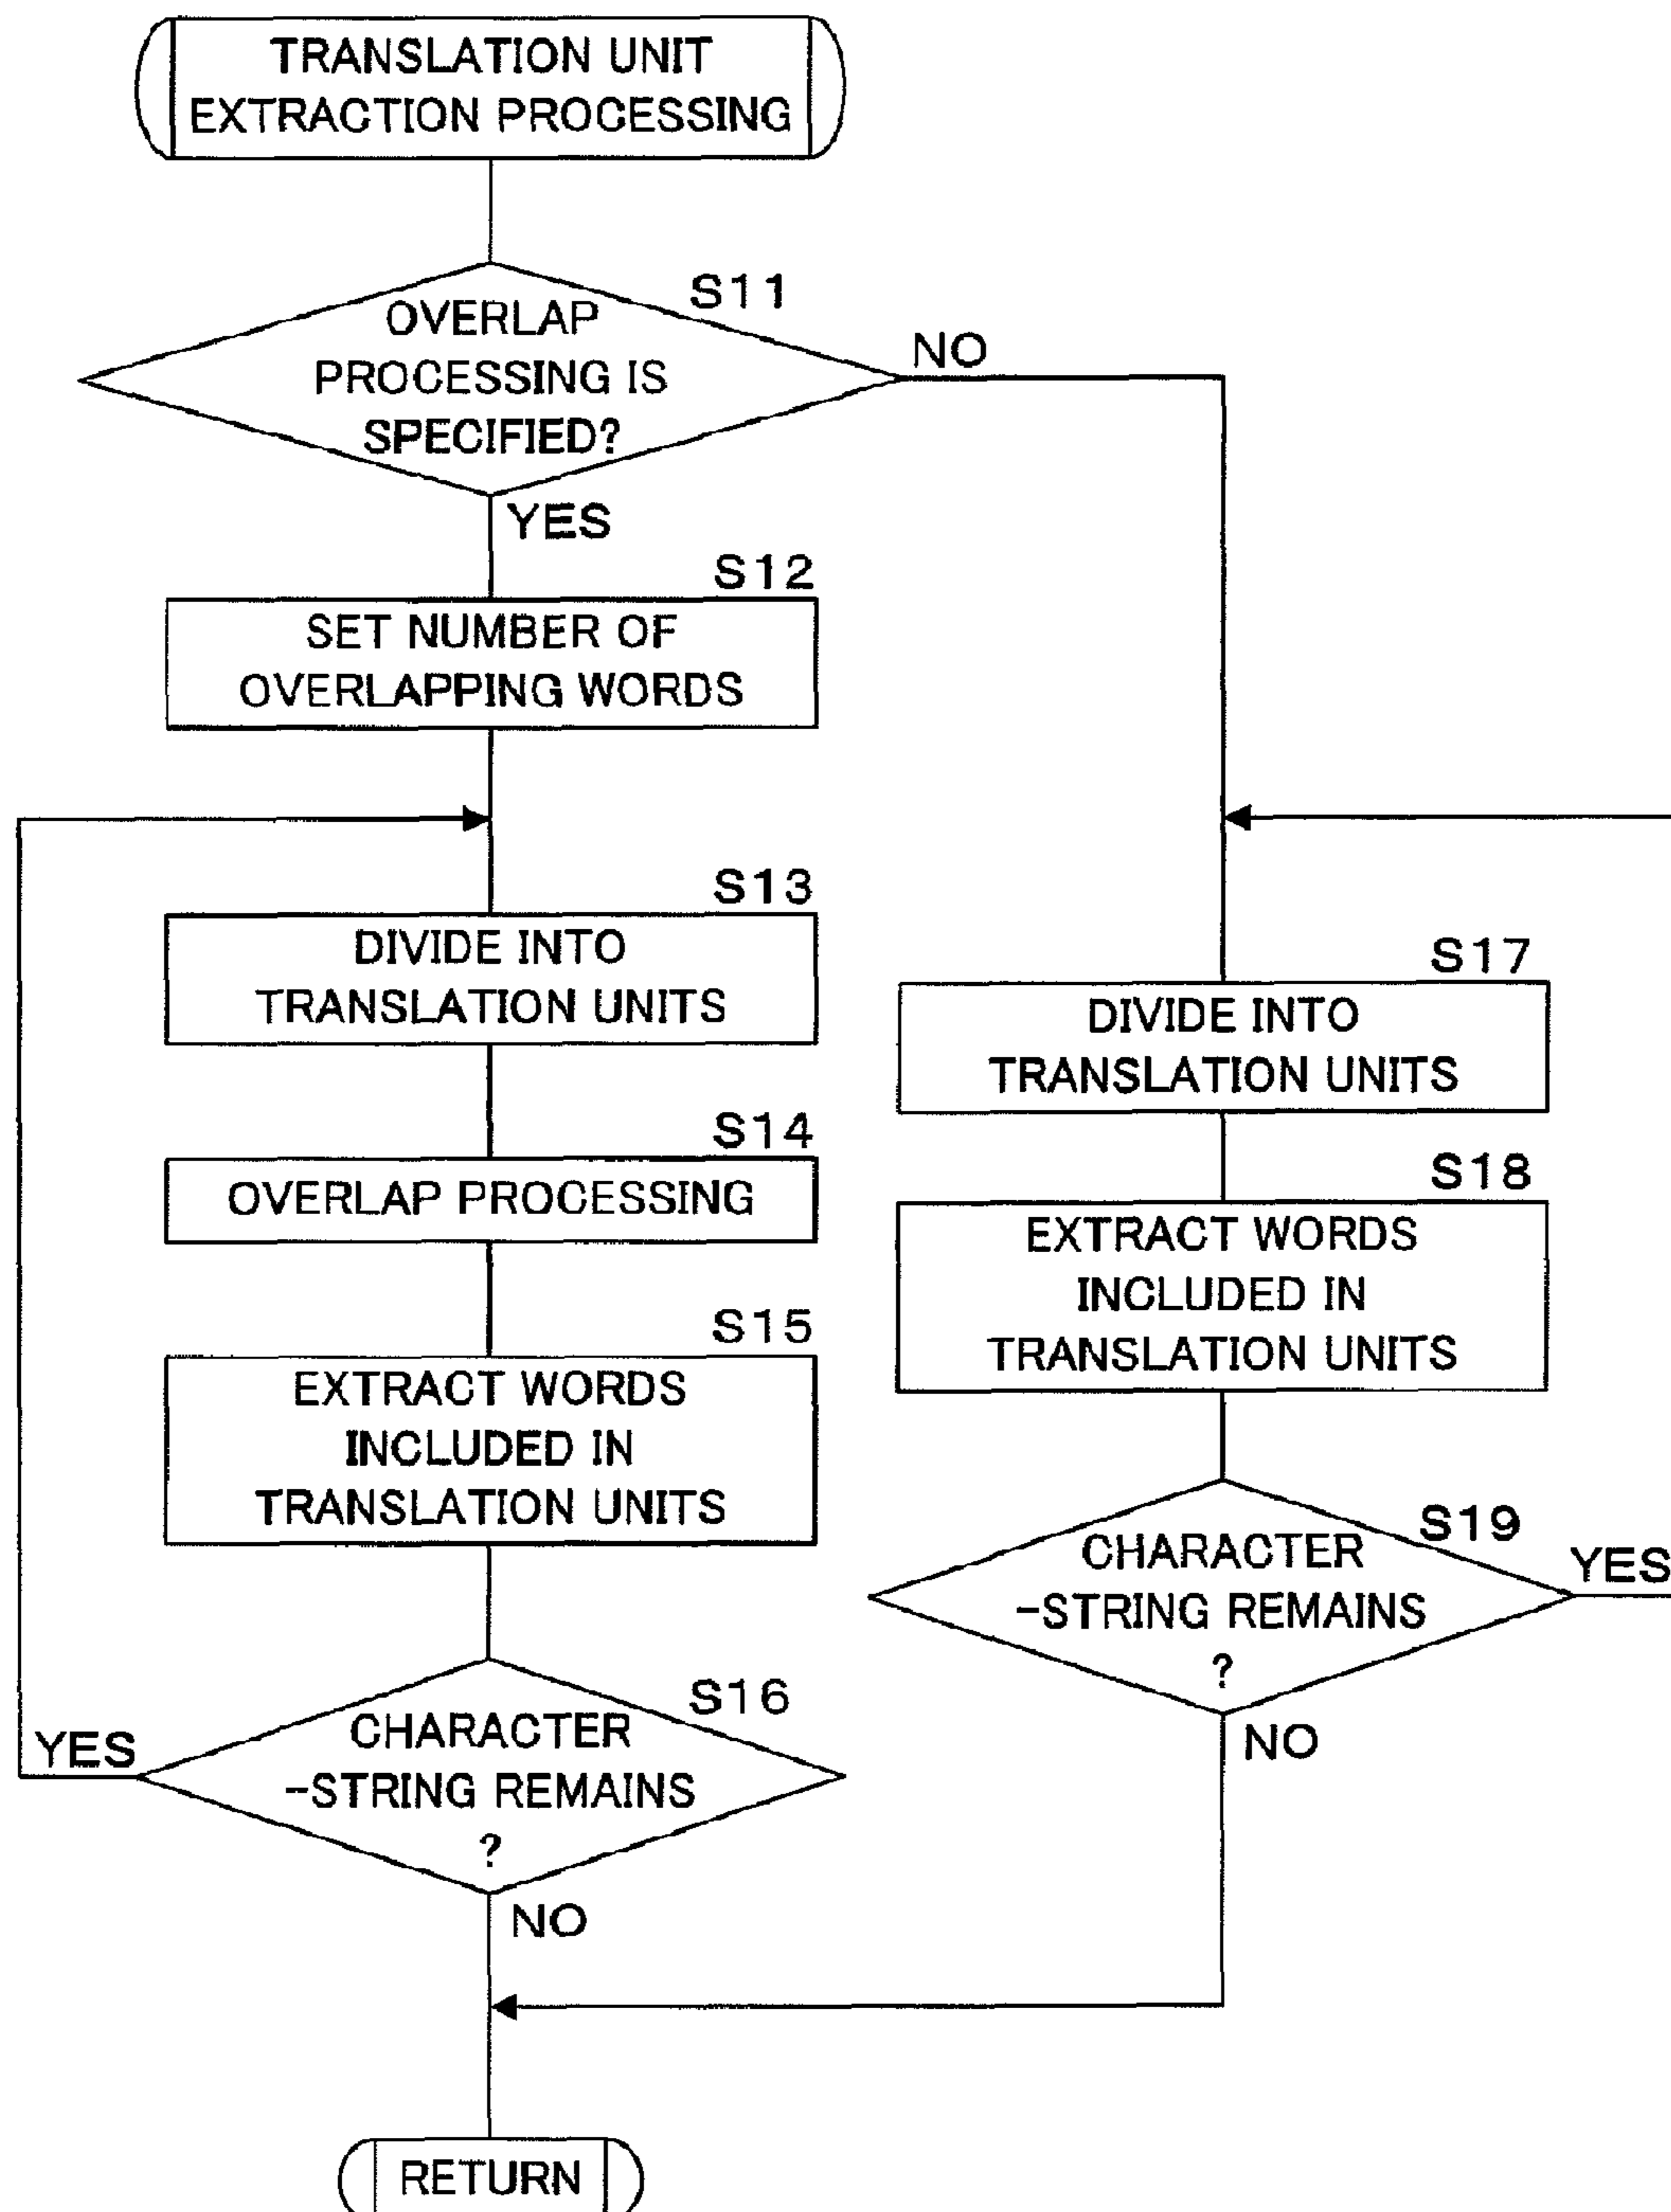 TRANSLATION UNIT
EXTRACTION PROCESSING
S11
OVERLAP
PROCESSING IS
SPECIFIED?
NO
YES
S12
SET NUMBER OF
OVERLAPPING WORDS
S13
DIVIDE INTO
TRANSLATION UNITS
S14
OVERLAP PROCESSING
S15
EXTRACT WORDS
INCLUDED IN
TRANSLATION UNITS
S16
CHARACTER
-STRING REMAINS
?
YES
NO
S17
DIVIDE INTO
TRANSLATION UNITS
S18
EXTRACT WORDS
INCLUDED IN
TRANSLATION UNITS
S19
CHARACTER
-STRING REMAINS
?
YES
NO
RETURN